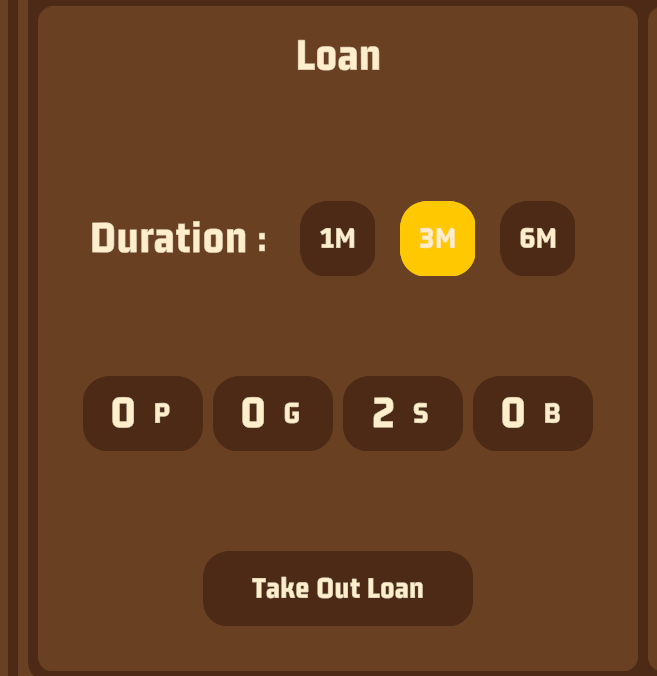 Loan
Duration : 1M 3M 6M
0 P 0 G 2 S 0 B
Take Out Loan